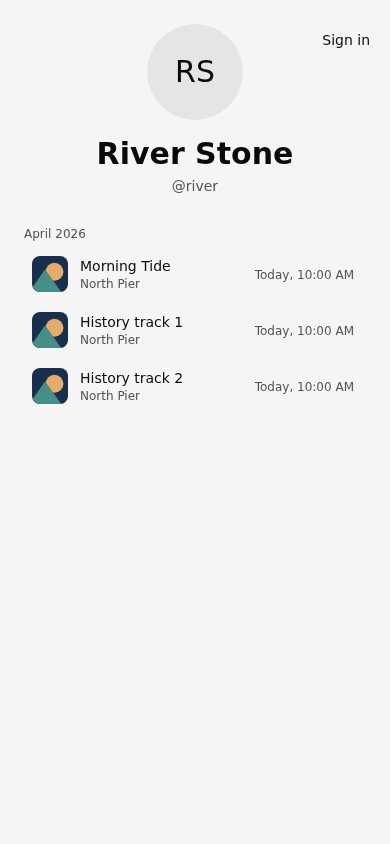 Sign in
RS
River Stone
@river
April 2026
Morning Tide
North Pier
Today, 10:00 AM
History track 1
North Pier
Today, 10:00 AM
History track 2
North Pier
Today, 10:00 AM